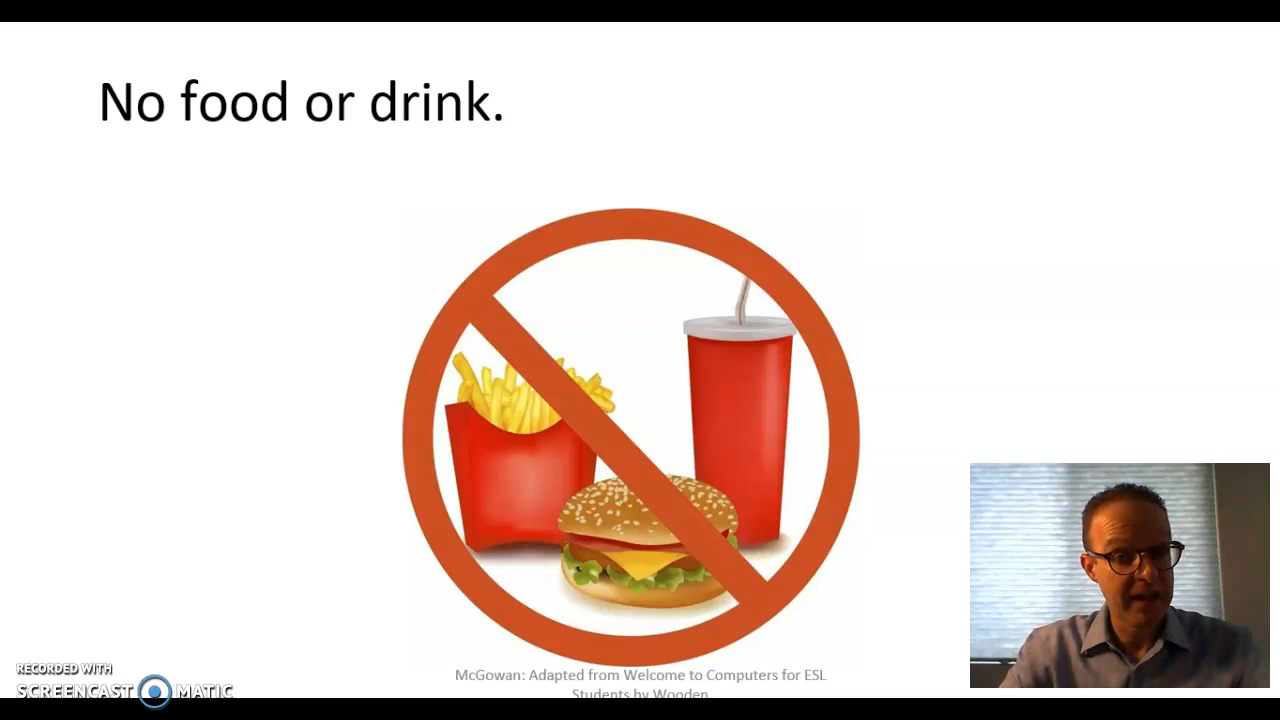 No food or drink.
McGowan: Adapted from Welcome to Computers for ESL
Students by Wooden
RECORDED WITH
SCREENCAST MATIC